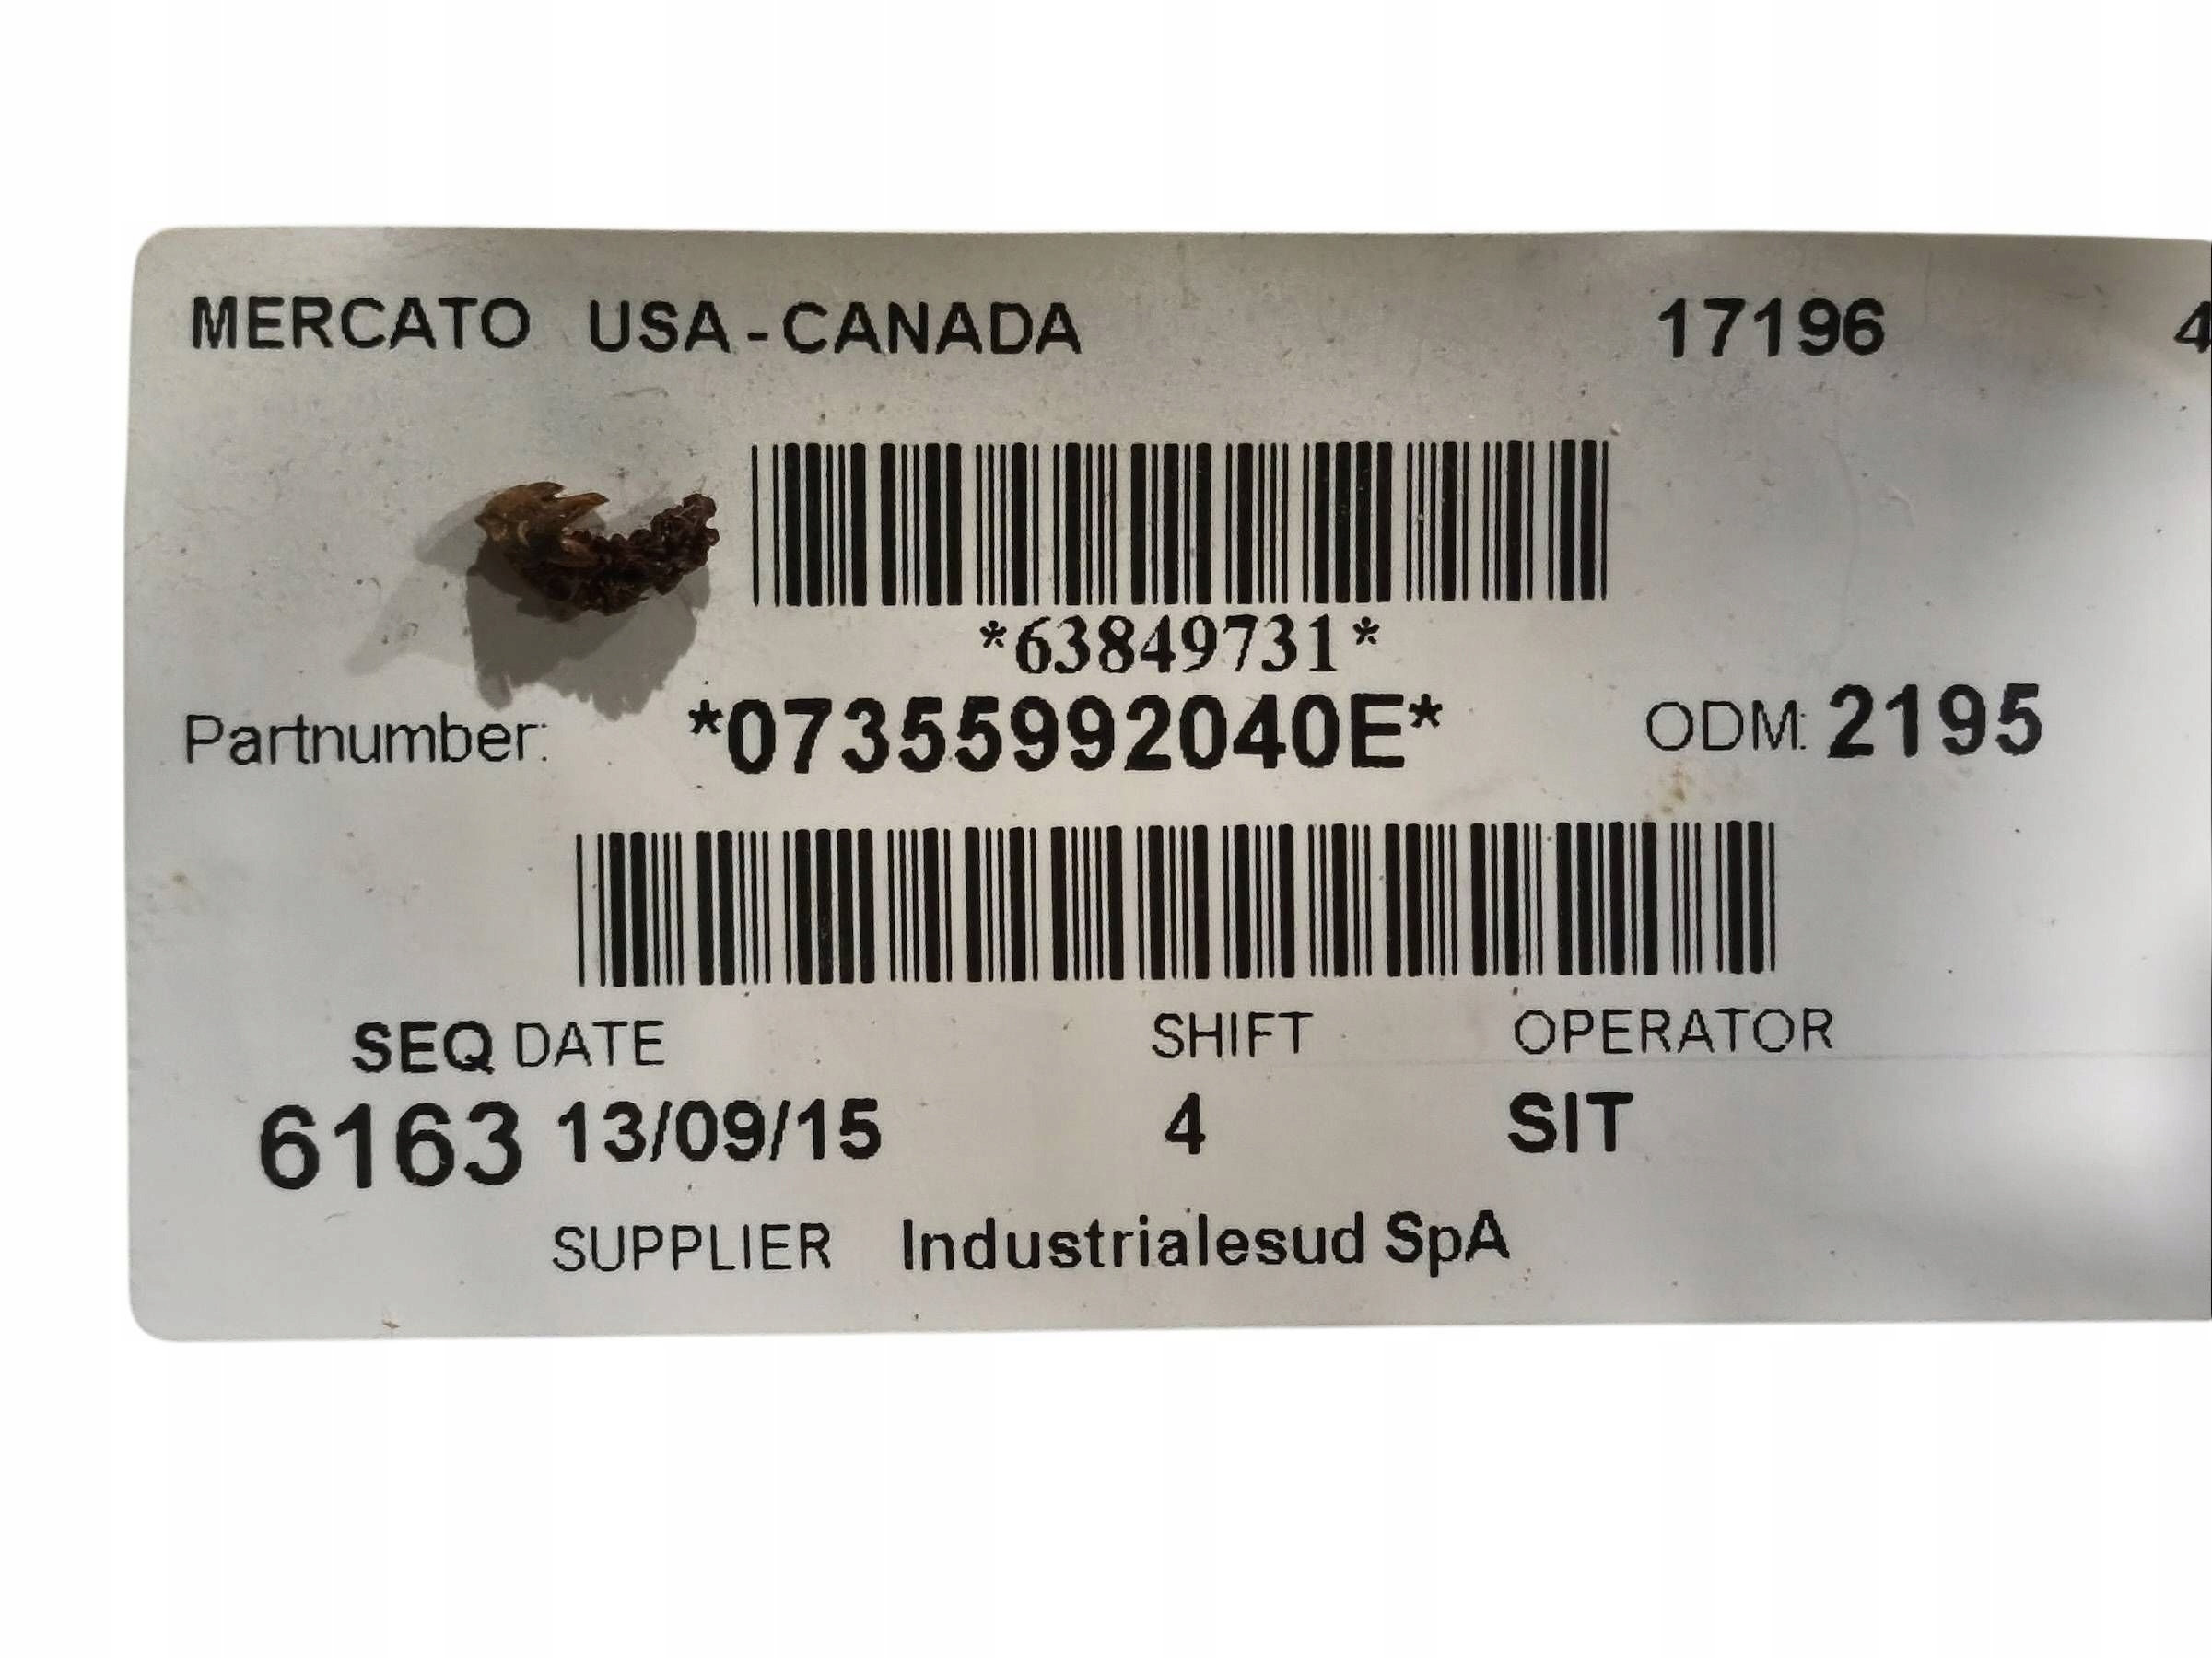 MERCATO USA-CANADA 17196 4
*63849731*
Partnumber: *07355992040E* ODM: 2195
SEQ DATE SHIFT OPERATOR
6163 13/09/15 4 SIT
SUPPLIER Industrialesud SpA